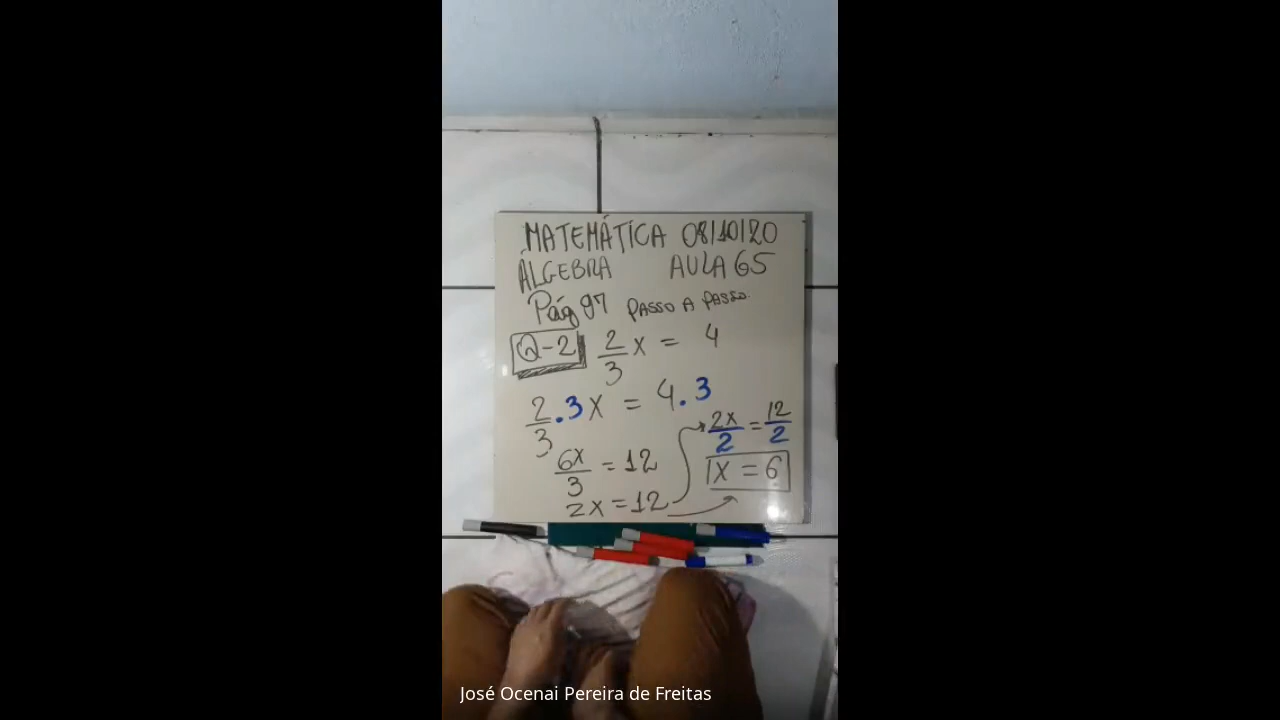 MATEMÁTICA 08/10/20
ÁLGEBRA AULA 65
Pág 97 PASSO A PASSO.
Q-2 2/3 x = 4
2/3 .3x = 4.3
6x/3 = 12
2x = 12
2x/2 = 12/2
x = 6
José Ocenai Pereira de Freitas